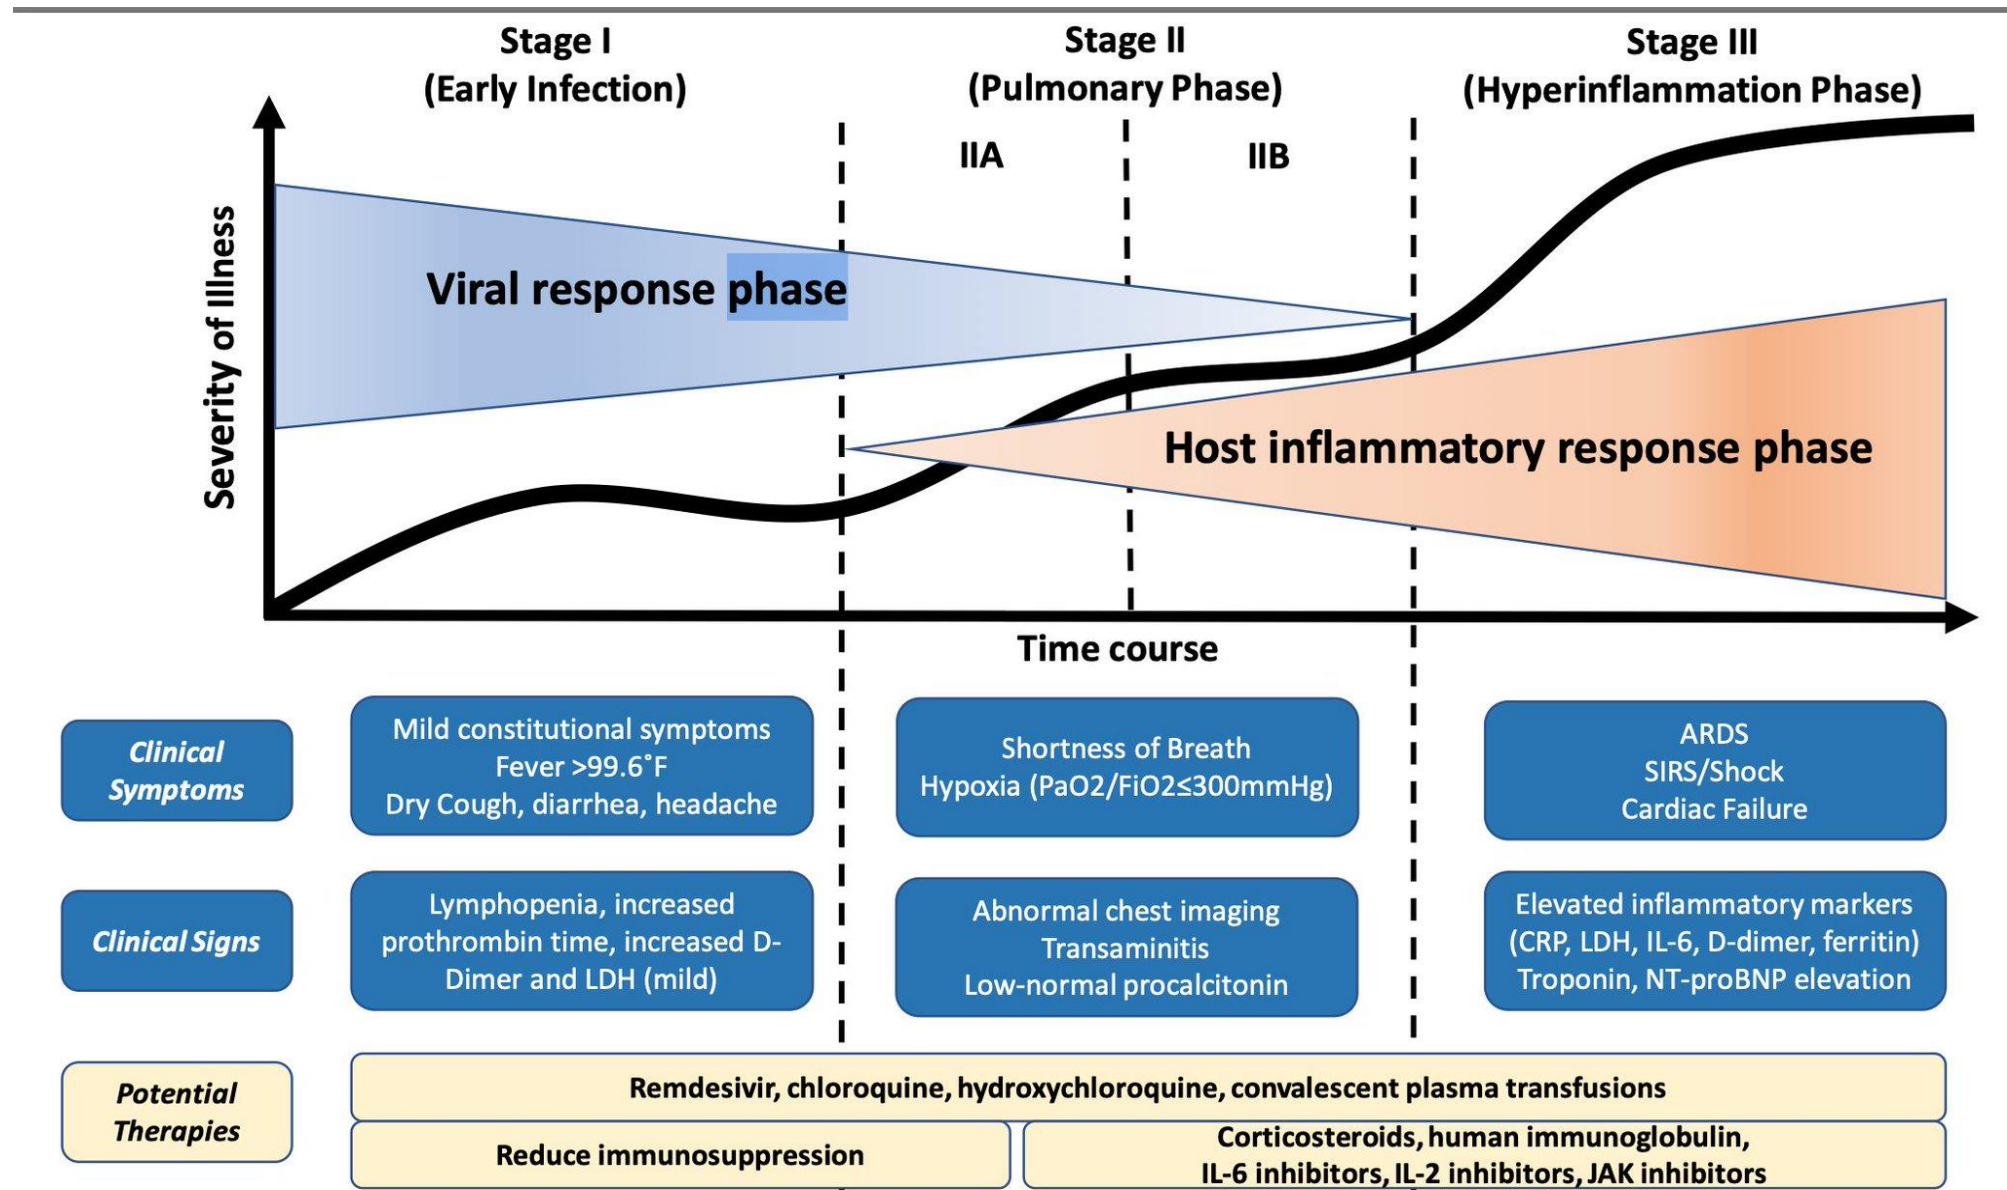 Stage I
(Early Infection)
Stage II
(Pulmonary Phase)
Stage III
(Hyperinflammation Phase)
IIA
IIB
Severity of Illness
Viral response phase
Host inflammatory response phase
Time course
Clinical
Symptoms
Mild constitutional symptoms
Fever >99.6°F
Dry Cough, diarrhea, headache
Shortness of Breath
Hypoxia (PaO2/FiO2≤300mmHg)
ARDS
SIRS/Shock
Cardiac Failure
Clinical Signs
Lymphopenia, increased
prothrombin time, increased D-
Dimer and LDH (mild)
Abnormal chest imaging
Transaminitis
Low-normal procalcitonin
Elevated inflammatory markers
(CRP, LDH, IL-6, D-dimer, ferritin)
Troponin, NT-proBNP elevation
Potential
Therapies
Remdesivir, chloroquine, hydroxychloroquine, convalescent plasma transfusions
Reduce immunosuppression
Corticosteroids, human immunoglobulin,
IL-6 inhibitors, IL-2 inhibitors, JAK inhibitors